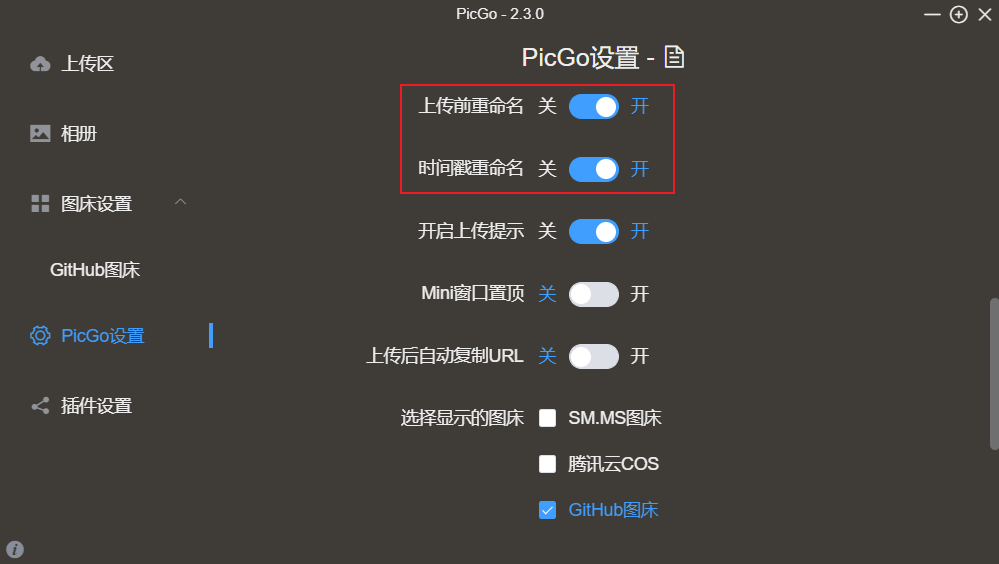 PicGo - 2.3.0
上传区
相册
图床设置
GitHub图床
PicGo设置
插件设置
PicGo设置 -
上传前重命名 关 开
时间戳重命名 关 开
开启上传提示 关 开
Mini窗口置顶 关 开
上传后自动复制URL 关 开
选择显示的图床 SM.MS图床
腾讯云COS
GitHub图床